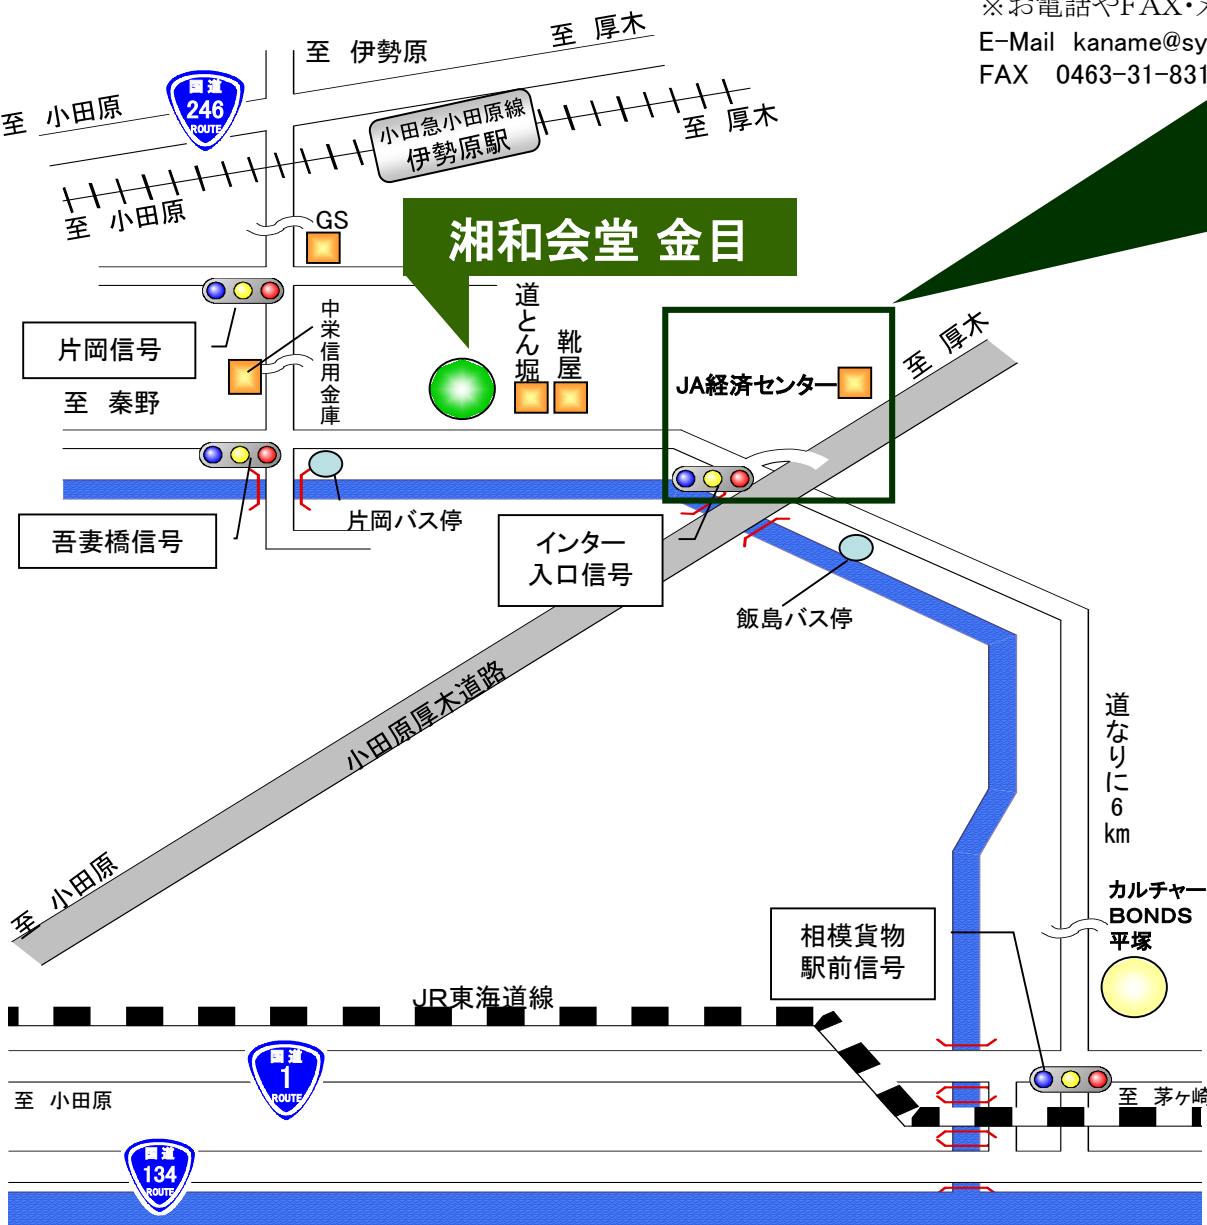 ※お電話やFAX・
E-Mail kaname@sy
FAX 0463-31-831
至 伊勢原
至 厚木
至 小田原
国道
246
ROUTE
小田急小田原線
伊勢原駅
至 厚木
至 小田原
GS
湘和会堂 金目
片岡信号
中栄信用金庫
道とん堀
靴屋
至 厚木
JA経済センター
至 秦野
吾妻橋信号
片岡バス停
インター
入口信号
飯島バス停
小田原厚木道路
道なりに6km
至 小田原
カルチャー
BONDS
平塚
相模貨物
駅前信号
JR東海道線
国道
1
ROUTE
至 小田原
至 茅ヶ崎
国道
134
ROUTE